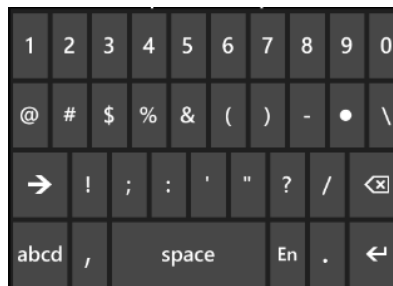 1 2 3 4 5 6 7 8 9 0
@ # $ % & ( ) - ● \
→ ! ; : ' " ? /
abcd , space En . ↵